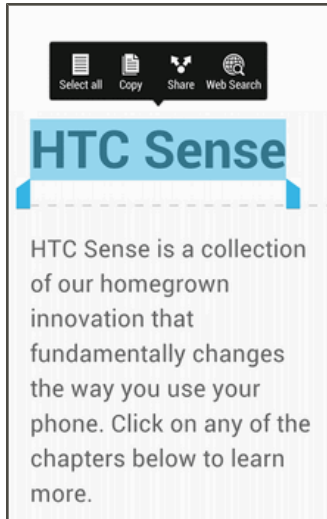 Select all Copy Share Web Search
HTC Sense
HTC Sense is a collection
of our homegrown
innovation that
fundamentally changes
the way you use your
phone. Click on any of the
chapters below to learn
more.